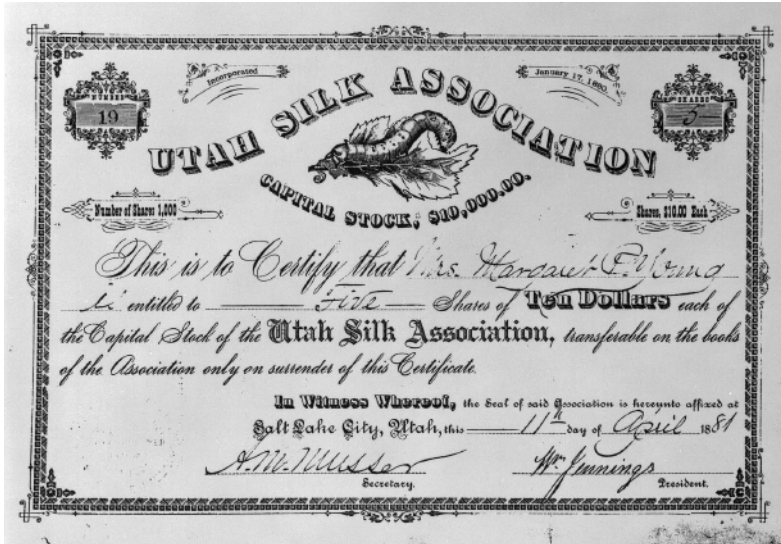 Incorporated
January 17, 1880.
NUMBER
19
SHARES
5
UTAH SILK ASSOCIATION
CAPITAL STOCK, $10,000.00.
Number of Shares 1,000
Shares, $10.00 Each
This is to Certify that Mrs. Margaret P. Young
is entitled to Five Shares of Ten Dollars each of
the Capital Stock of the Utah Silk Association, transferable on the books
of the Association only on surrender of this Certificate.
In Witness Whereof, the Seal of said Association is hereunto affixed at
Salt Lake City, Utah, this 11th day of April 1881
A. M. Musser
Wm Jennings
Secretary.
President.